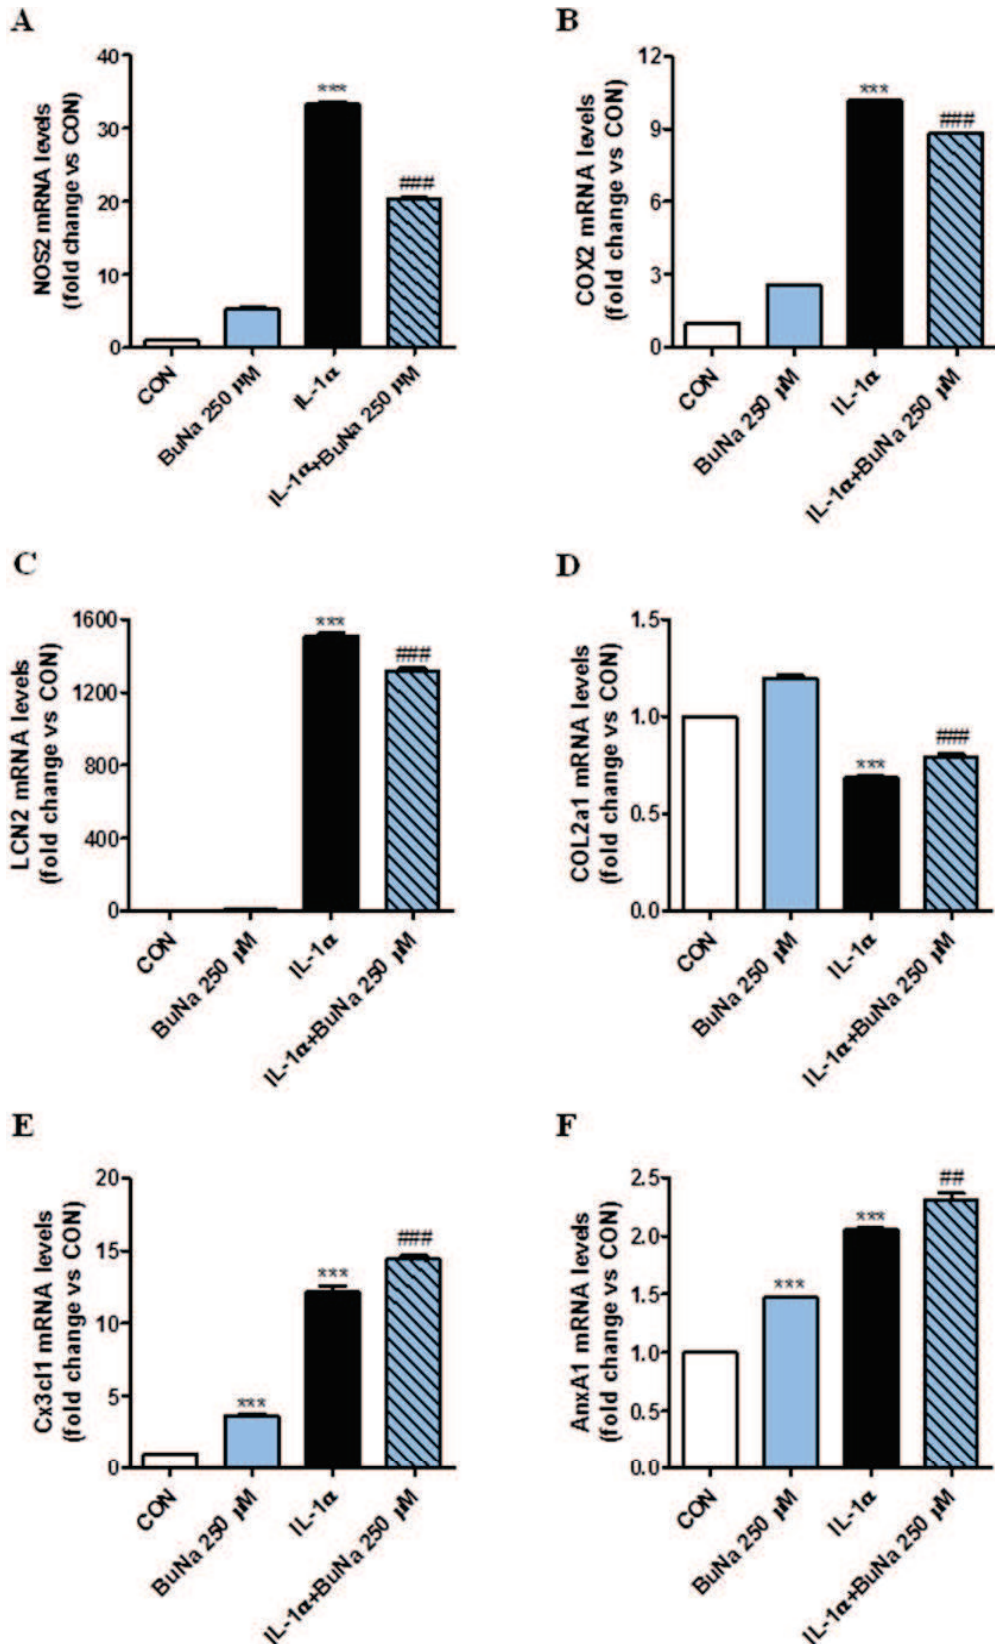 A
NOS2 mRNA levels
(fold change vs CON)
40
30
20
10
0
***
###
CON
BuNa 250 µM
IL-1α
IL-1α+BuNa 250 µM
B
COX2 mRNA levels
(fold change vs CON)
12
9
6
3
0
***
###
CON
BuNa 250 µM
IL-1α
IL-1α+BuNa 250 µM
C
LCN2 mRNA levels
(fold change vs CON)
1600
1200
800
400
0
***
###
CON
BuNa 250 µM
IL-1α
IL-1α+BuNa 250 µM
D
COL2a1 mRNA levels
(fold change vs CON)
1.5
1.0
0.5
0.0
***
###
CON
BuNa 250 µM
IL-1α
IL-1α+BuNa 250 µM
E
Cx3cl1 mRNA levels
(fold change vs CON)
20
15
10
5
0
***
***
###
CON
BuNa 250 µM
IL-1α
IL-1α+BuNa 250 µM
F
AnxA1 mRNA levels
(fold change vs CON)
2.5
2.0
1.5
1.0
0.5
0.0
***
***
##
CON
BuNa 250 µM
IL-1α
IL-1α+BuNa 250 µM